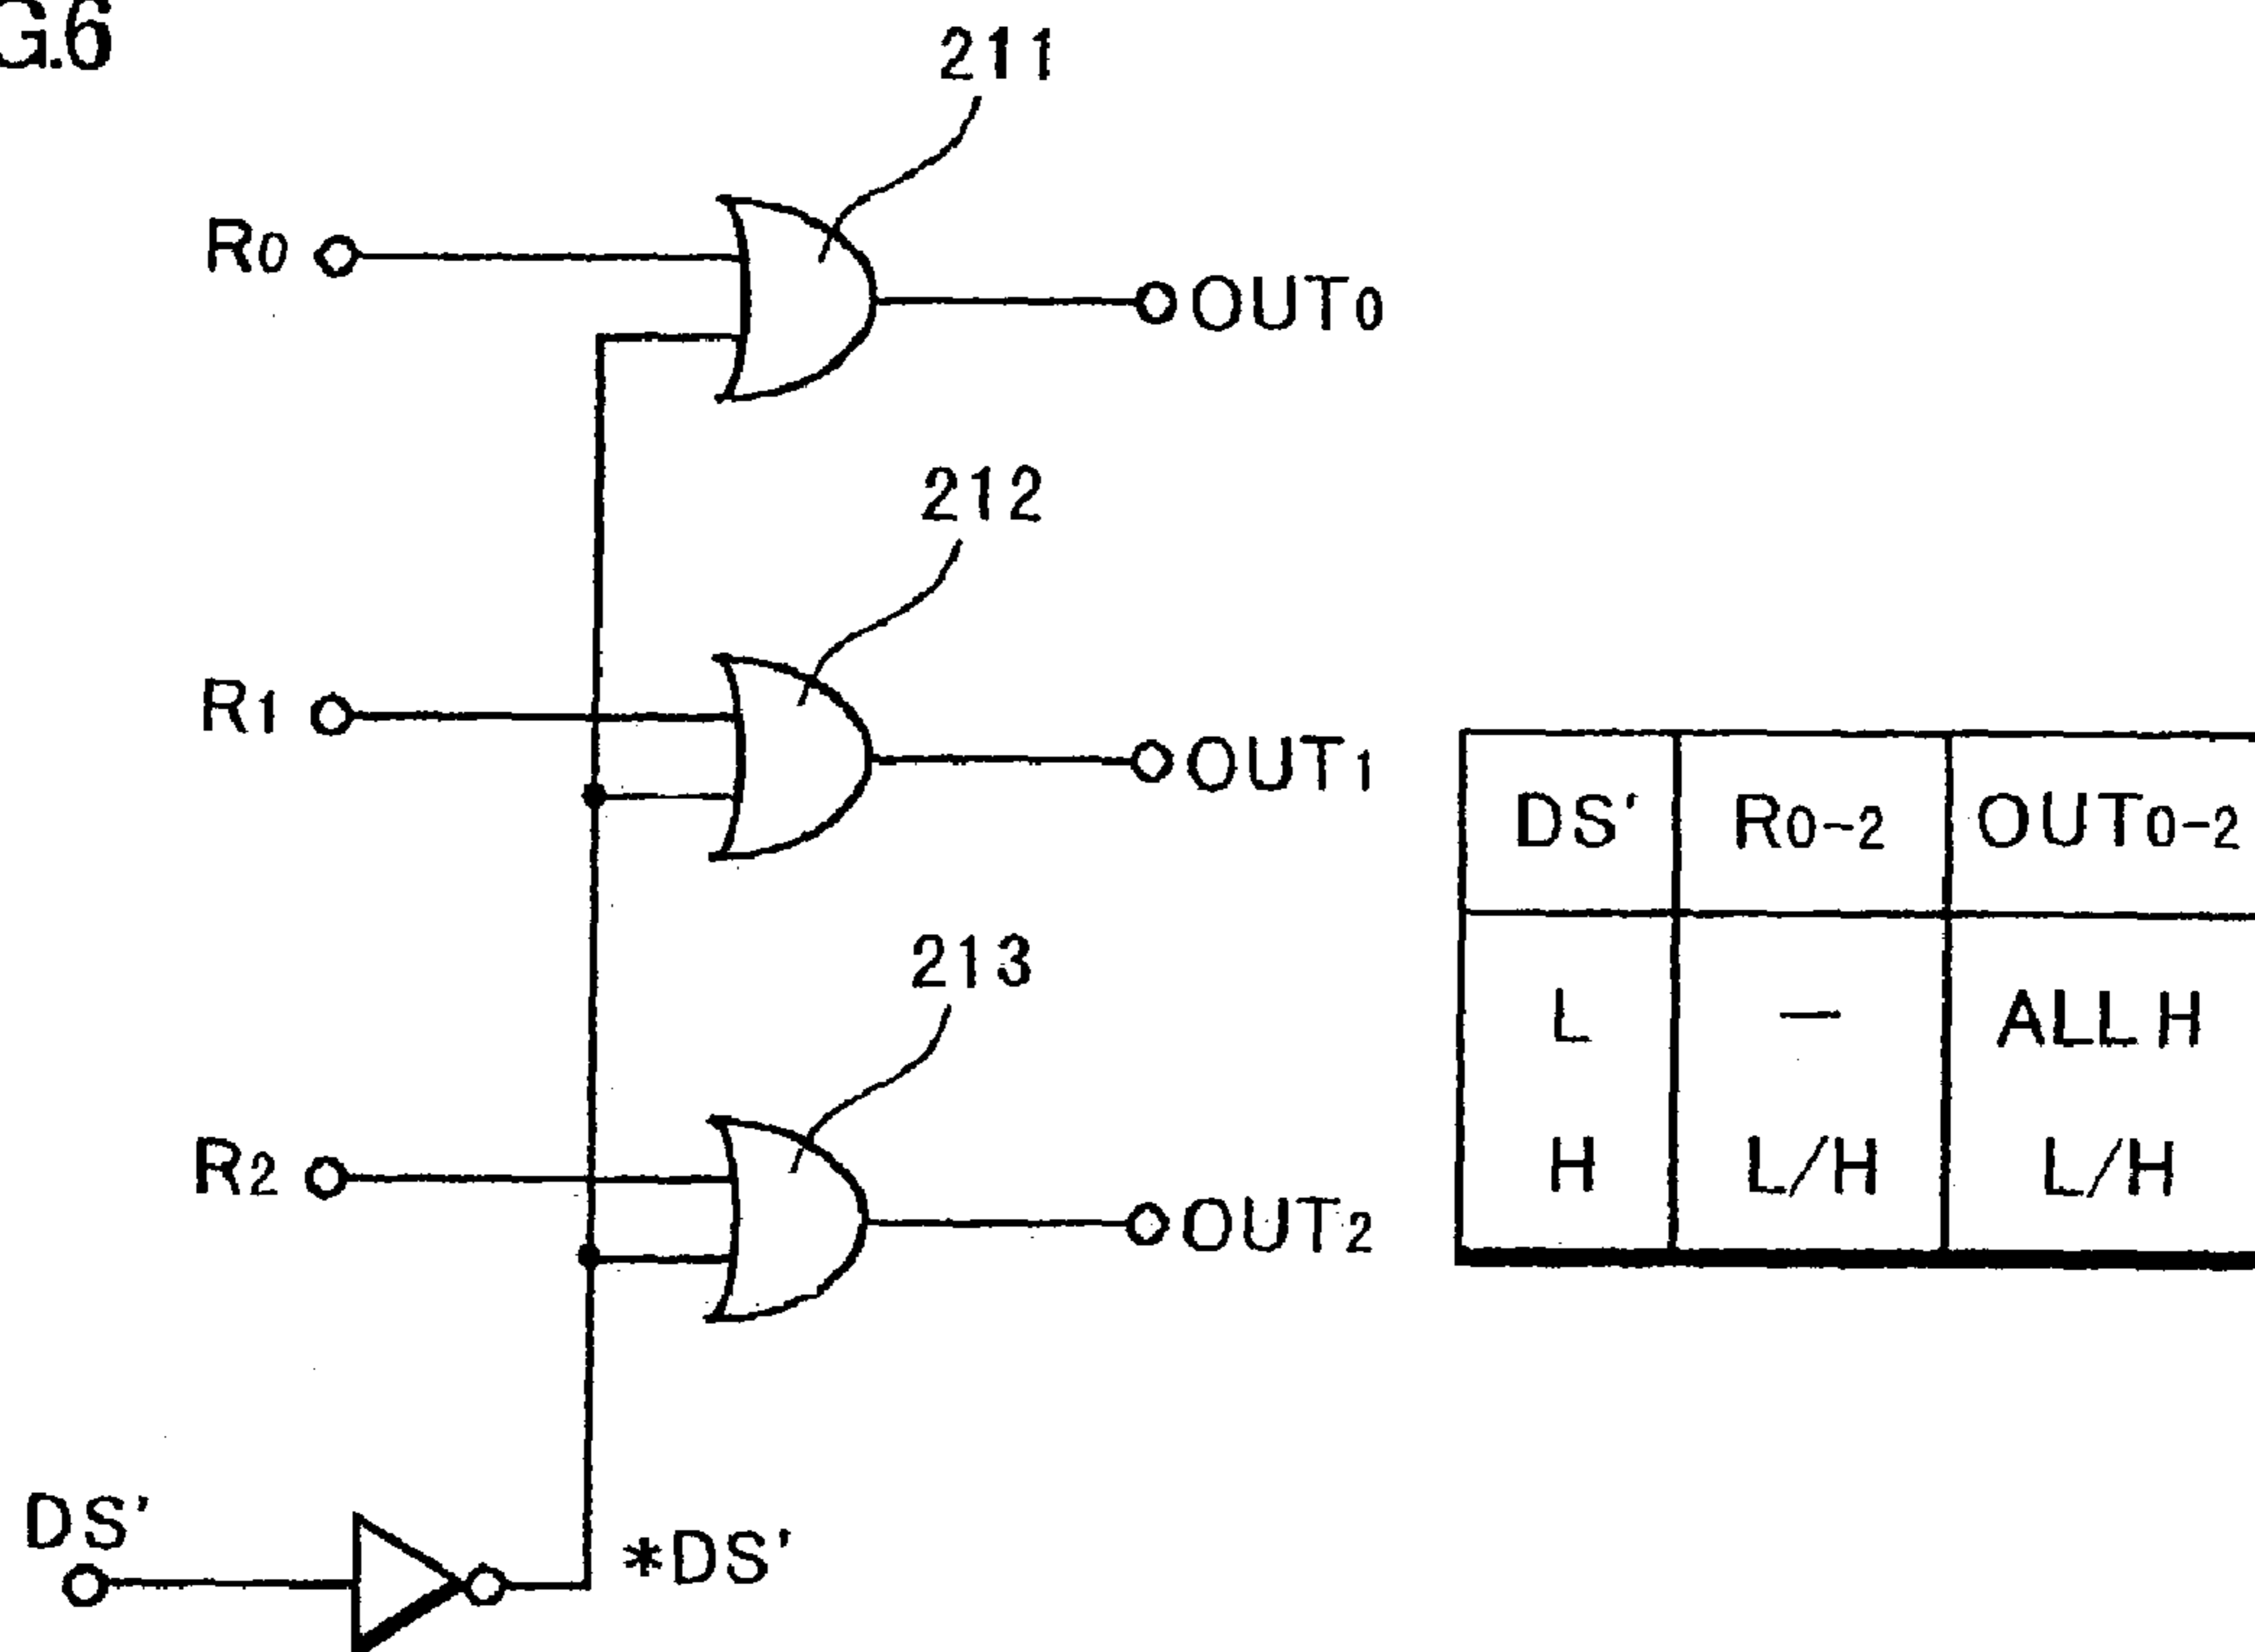 G.6
211
R0
OUT0
212
R1
OUT1
213
R2
OUT2
DS'
*DS'
DS' R0-2 OUT0-2
L — ALL H
H L/H L/H